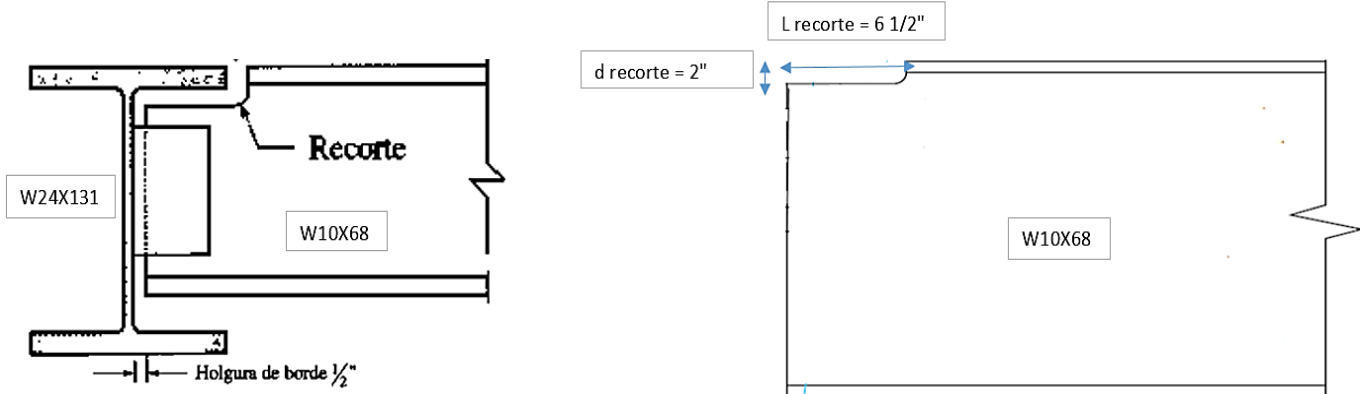 L recorte = 6 1/2"
d recorte = 2"
Recorte
W24X131
W10X68
W10X68
Holgura de borde 1/2"